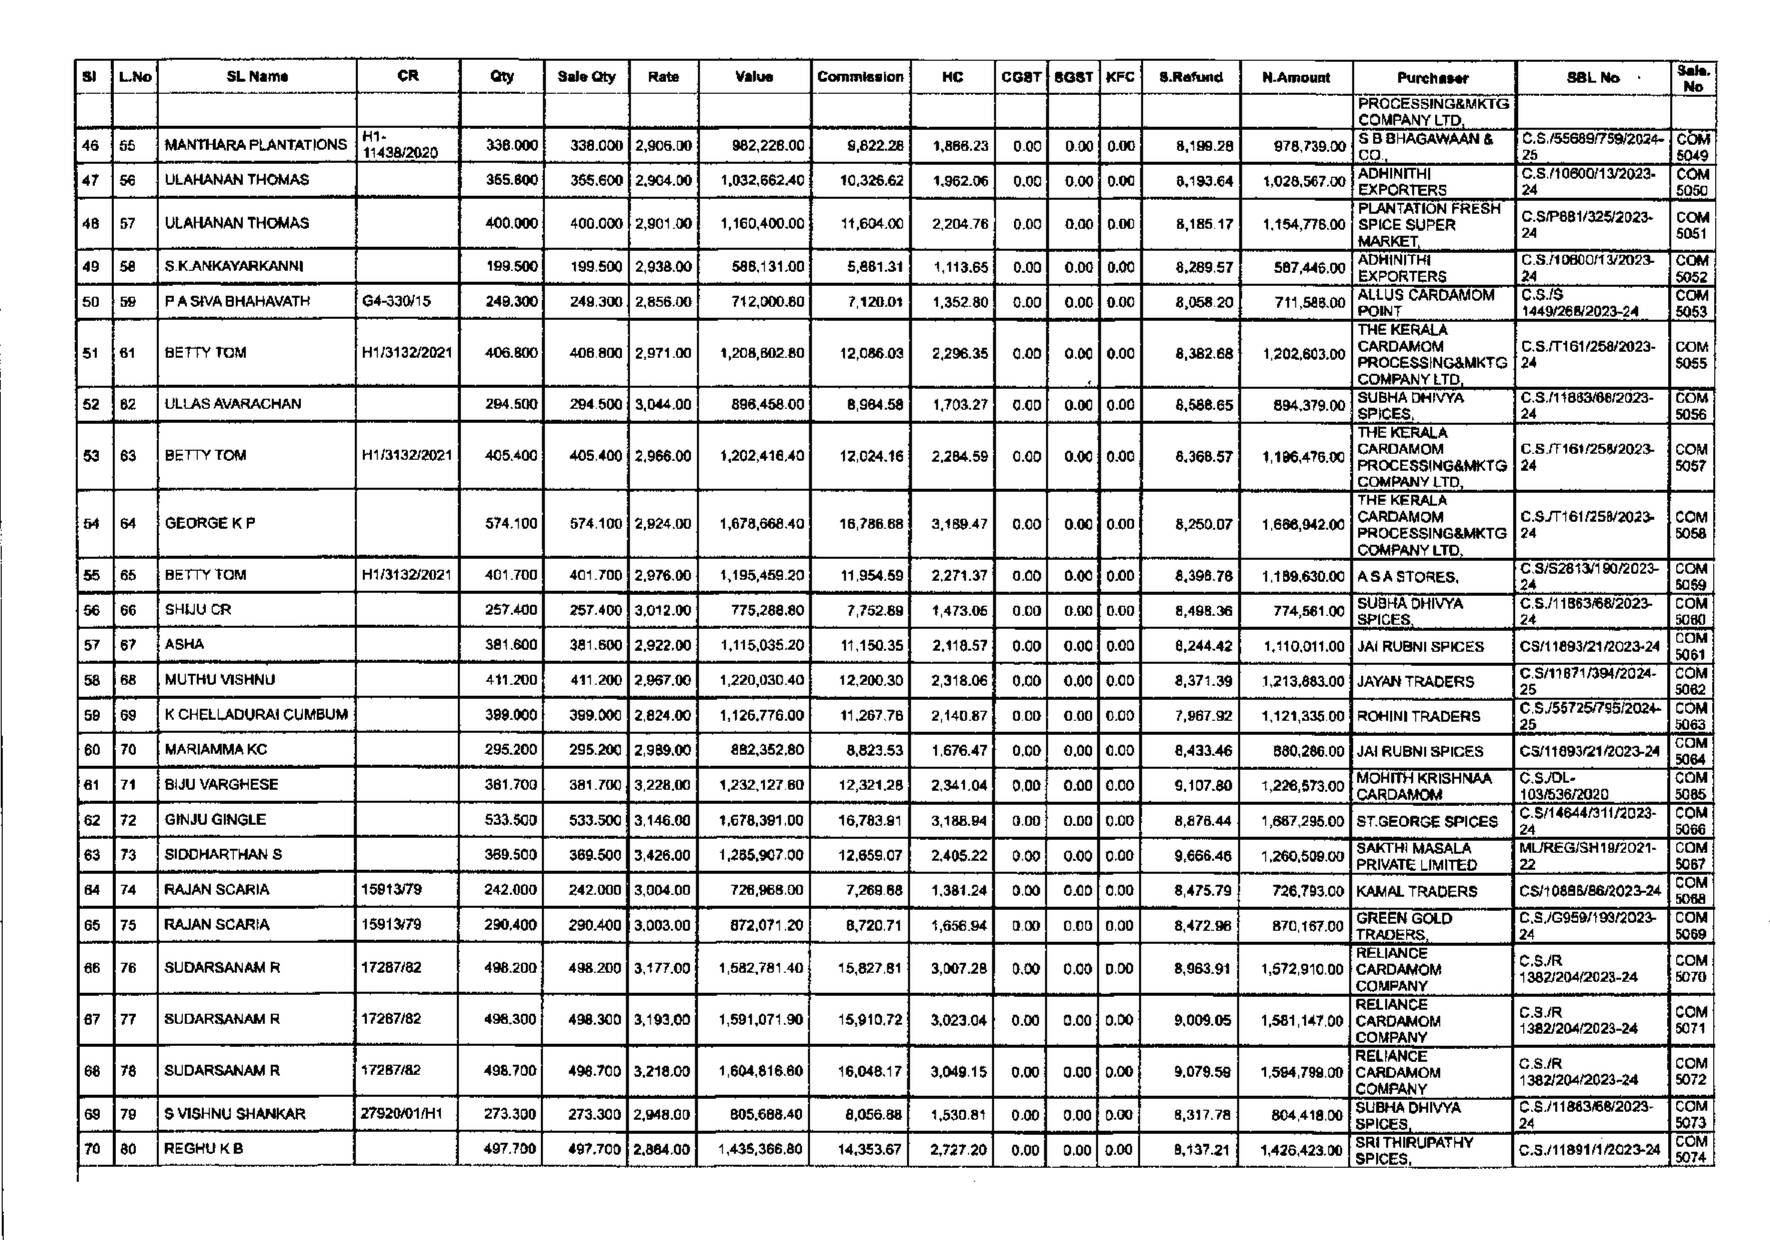 Sl L.No SL Name CR Qty Sale Qty Rate Value Commission HC CGST SGST KFC S.Refund N.Amount Purchaser SBL No Sale. No
PROCESSING&MKTG COMPANY LTD,
46 55 MANTHARA PLANTATIONS H1-11438/2020 338.000 338.000 2,906.00 982,228.00 9,822.28 1,866.23 0.00 0.00 0.00 8,199.28 978,739.00 S B BHAGAWAAN & CO., C.S./55689/759/2024-25 COM 5049
47 56 ULAHANAN THOMAS 355.600 355.600 2,904.00 1,032,662.40 10,326.62 1,962.06 0.00 0.00 0.00 8,193.64 1,028,567.00 ADHINITHI EXPORTERS C.S./10600/13/2023-24 COM 5050
48 57 ULAHANAN THOMAS 400.000 400.000 2,901.00 1,160,400.00 11,604.00 2,204.76 0.00 0.00 0.00 8,185.17 1,154,776.00 PLANTATION FRESH SPICE SUPER MARKET, C.S/P681/325/2023-24 COM 5051
49 58 S.K.ANKAYARKANNI 199.500 199.500 2,938.00 586,131.00 5,861.31 1,113.65 0.00 0.00 0.00 8,289.57 587,446.00 ADHINITHI EXPORTERS C.S./10600/13/2023-24 COM 5052
50 59 P A SIVA BHAHAVATH G4-330/15 249.300 249.300 2,856.00 712,000.80 7,120.01 1,352.80 0.00 0.00 0.00 8,058.20 711,586.00 ALLUS CARDAMOM POINT C.S./S 1449/268/2023-24 COM 5053
51 61 BETTY TOM H1/3132/2021 406.800 406.800 2,971.00 1,208,602.80 12,086.03 2,296.35 0.00 0.00 0.00 8,382.68 1,202,603.00 THE KERALA CARDAMOM PROCESSING&MKTG COMPANY LTD, C.S./T161/258/2023-24 COM 5055
52 62 ULLAS AVARACHAN 294.500 294.500 3,044.00 896,458.00 8,964.58 1,703.27 0.00 0.00 0.00 8,588.65 894,379.00 SUBHA DHIVYA SPICES, C.S./11863/68/2023-24 COM 5056
53 63 BETTY TOM H1/3132/2021 405.400 405.400 2,966.00 1,202,416.40 12,024.16 2,284.59 0.00 0.00 0.00 8,368.57 1,196,476.00 THE KERALA CARDAMOM PROCESSING&MKTG COMPANY LTD, C.S./T161/258/2023-24 COM 5057
54 64 GEORGE K P 574.100 574.100 2,924.00 1,678,668.40 16,786.68 3,189.47 0.00 0.00 0.00 8,250.07 1,666,942.00 THE KERALA CARDAMOM PROCESSING&MKTG COMPANY LTD, C.S./T161/258/2023-24 COM 5058
55 65 BETTY TOM H1/3132/2021 401.700 401.700 2,976.00 1,195,459.20 11,954.59 2,271.37 0.00 0.00 0.00 8,396.78 1,189,630.00 A S A STORES, C.S/S2813/190/2023-24 COM 5059
56 66 SHIJU CR 257.400 257.400 3,012.00 775,288.80 7,752.89 1,473.05 0.00 0.00 0.00 8,498.36 774,561.00 SUBHA DHIVYA SPICES, C.S./11863/68/2023-24 COM 5060
57 67 ASHA 381.600 381.600 2,922.00 1,115,035.20 11,150.35 2,118.57 0.00 0.00 0.00 8,244.42 1,110,011.00 JAI RUBNI SPICES CS/11893/21/2023-24 COM 5061
58 68 MUTHU VISHNU 411.200 411.200 2,967.00 1,220,030.40 12,200.30 2,318.06 0.00 0.00 0.00 8,371.39 1,213,883.00 JAYAN TRADERS C.S/11871/394/2024-25 COM 5062
59 69 K CHELLADURAI CUMBUM 399.000 399.000 2,824.00 1,126,776.00 11,267.76 2,140.87 0.00 0.00 0.00 7,967.92 1,121,335.00 ROHINI TRADERS C.S./55725/795/2024-25 COM 5063
60 70 MARIAMMA KC 295.200 295.200 2,989.00 882,352.80 8,823.53 1,676.47 0.00 0.00 0.00 8,433.46 880,286.00 JAI RUBNI SPICES CS/11893/21/2023-24 COM 5064
61 71 BIJU VARGHESE 381.700 381.700 3,228.00 1,232,127.60 12,321.28 2,341.04 0.00 0.00 0.00 9,107.80 1,226,573.00 MOHITH KRISHNAA CARDAMOM C.S./DL-103/536/2020 COM 5065
62 72 GINJU GINGLE 533.500 533.500 3,146.00 1,678,391.00 16,783.91 3,188.94 0.00 0.00 0.00 8,876.44 1,667,295.00 ST.GEORGE SPICES C.S/14644/311/2023-24 COM 5066
63 73 SIDDHARTHAN S 369.500 369.500 3,426.00 1,265,907.00 12,659.07 2,405.22 0.00 0.00 0.00 9,666.46 1,260,509.00 SAKTHI MASALA PRIVATE LIMITED ML/REG/SH19/2021-22 COM 5067
64 74 RAJAN SCARIA 15913/79 242.000 242.000 3,004.00 726,968.00 7,269.68 1,381.24 0.00 0.00 0.00 8,475.79 726,793.00 KAMAL TRADERS CS/10886/86/2023-24 COM 5068
65 75 RAJAN SCARIA 15913/79 290.400 290.400 3,003.00 872,071.20 8,720.71 1,656.94 0.00 0.00 0.00 8,472.96 870,167.00 GREEN GOLD TRADERS, C.S./G959/193/2023-24 COM 5069
66 76 SUDARSANAM R 17287/82 498.200 498.200 3,177.00 1,582,781.40 15,827.81 3,007.28 0.00 0.00 0.00 8,963.91 1,572,910.00 RELIANCE CARDAMOM COMPANY C.S./R 1382/204/2023-24 COM 5070
67 77 SUDARSANAM R 17287/82 498.300 498.300 3,193.00 1,591,071.90 15,910.72 3,023.04 0.00 0.00 0.00 9,009.05 1,581,147.00 RELIANCE CARDAMOM COMPANY C.S./R 1382/204/2023-24 COM 5071
68 78 SUDARSANAM R 17287/82 498.700 498.700 3,218.00 1,604,816.60 16,048.17 3,049.15 0.00 0.00 0.00 9,079.59 1,594,799.00 RELIANCE CARDAMOM COMPANY C.S./R 1382/204/2023-24 COM 5072
69 79 S VISHNU SHANKAR 27920/01/H1 273.300 273.300 2,948.00 805,688.40 8,056.88 1,530.81 0.00 0.00 0.00 8,317.78 804,418.00 SUBHA DHIVYA SPICES, C.S./11863/68/2023-24 COM 5073
70 80 REGHU K B 497.700 497.700 2,884.00 1,435,366.80 14,353.67 2,727.20 0.00 0.00 0.00 8,137.21 1,426,423.00 SRI THIRUPATHY SPICES, C.S./11891/1/2023-24 COM 5074